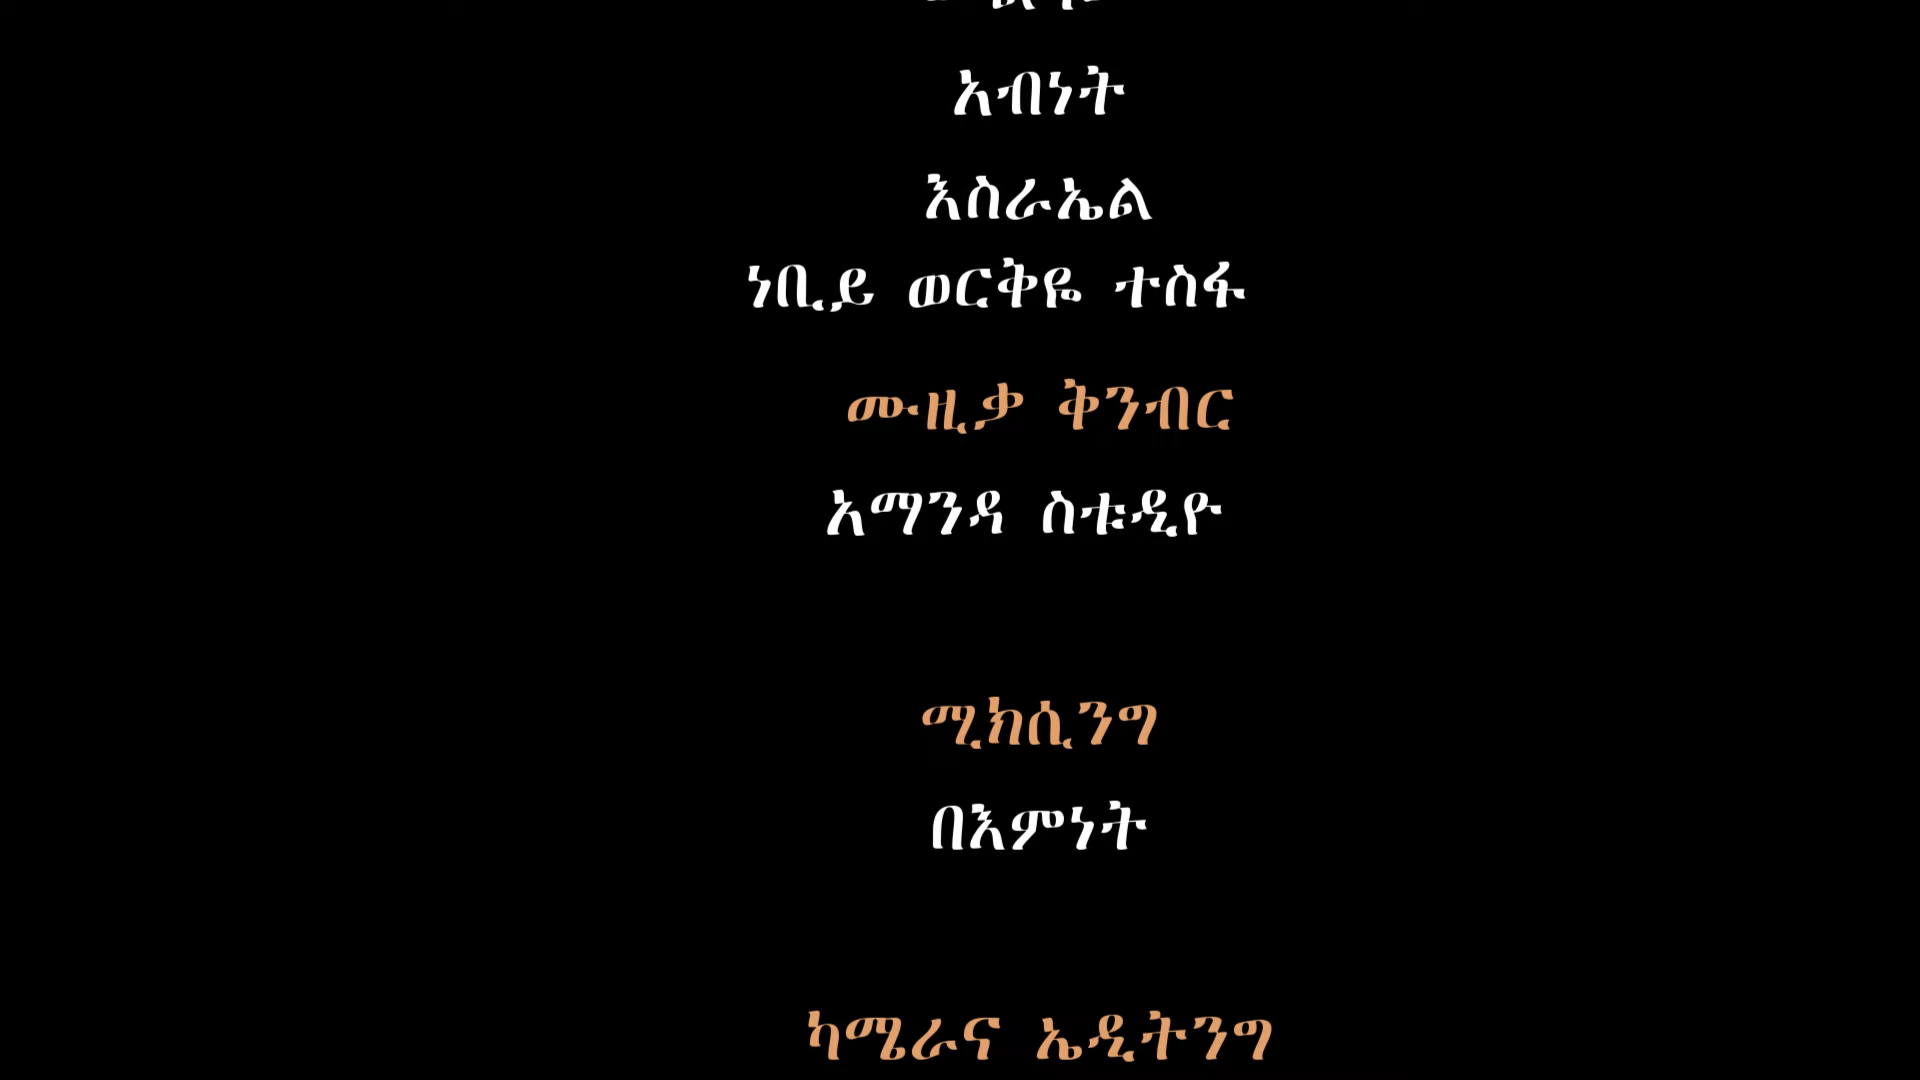 አብነት
እስራኤል
ነቢይ ወርቅዬ ተስፋ
ሙዚቃ ቅንብር
አማንዳ ስቱዲዮ
ሚክሲንግ
በእምነት
ካሜራና ኤዲትንግ